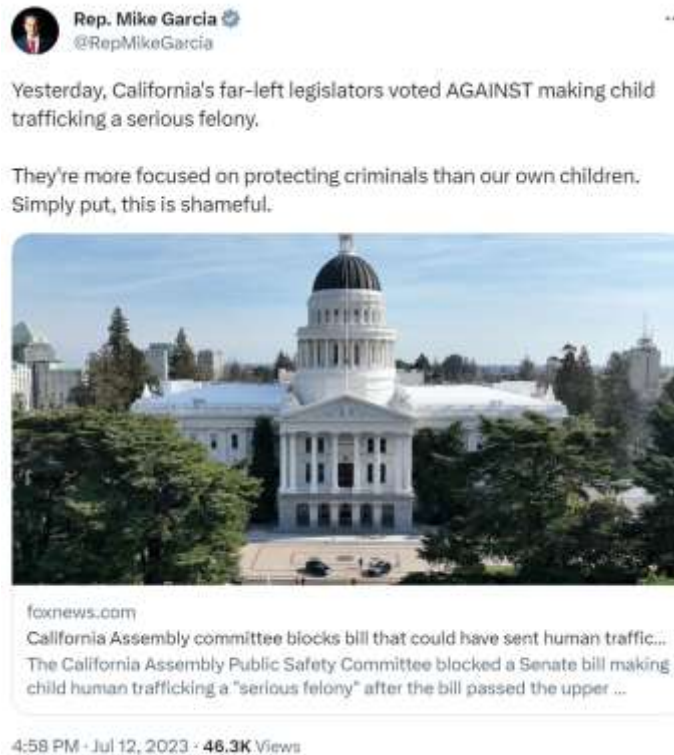 Rep. Mike Garcia
@RepMikeGarcia
Yesterday, California's far-left legislators voted AGAINST making child
trafficking a serious felony.
They're more focused on protecting criminals than our own children.
Simply put, this is shameful.
foxnews.com
California Assembly committee blocks bill that could have sent human traffic...
The California Assembly Public Safety Committee blocked a Senate bill making
child human trafficking a "serious felony" after the bill passed the upper ...
4:58 PM · Jul 12, 2023 · 46.3K Views